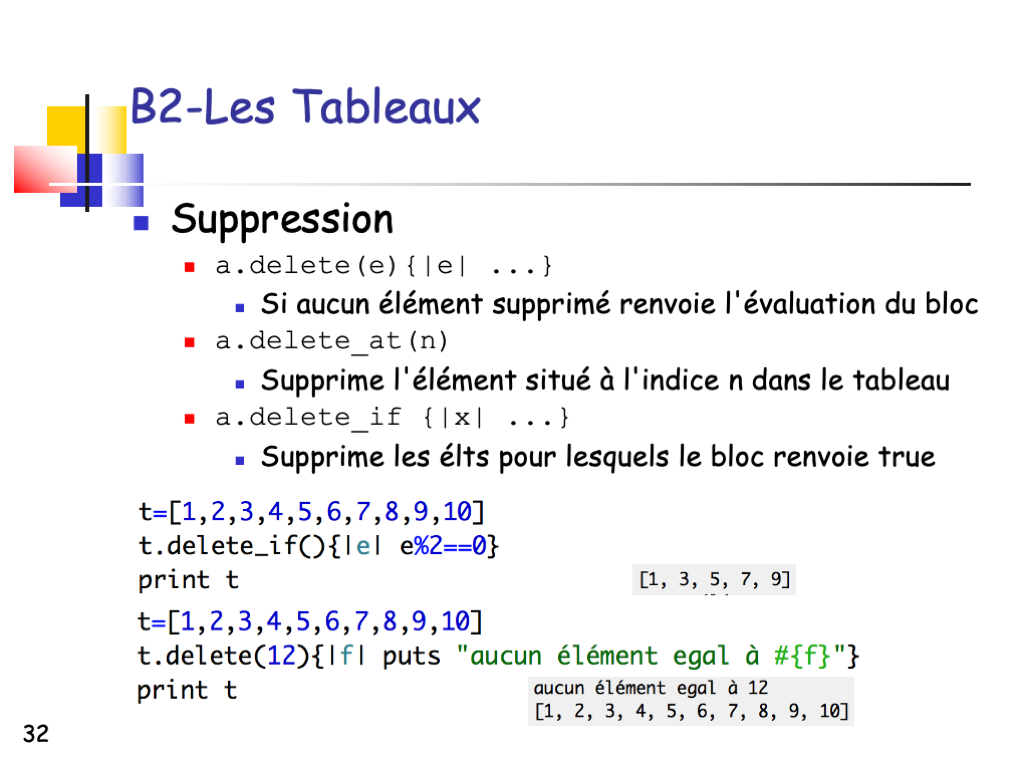 B2-Les Tableaux
Suppression
a.delete(e){|e| ...}
Si aucun élément supprimé renvoie l'évaluation du bloc
a.delete_at(n)
Supprime l'élément situé à l'indice n dans le tableau
a.delete_if {|x| ...}
Supprime les élts pour lesquels le bloc renvoie true
t=[1,2,3,4,5,6,7,8,9,10]
t.delete_if(){|e| e%2==0}
print t
[1, 3, 5, 7, 9]
t=[1,2,3,4,5,6,7,8,9,10]
t.delete(12){|f| puts "aucun élément egal à #{f}"}
print t
aucun élément egal à 12
[1, 2, 3, 4, 5, 6, 7, 8, 9, 10]
32